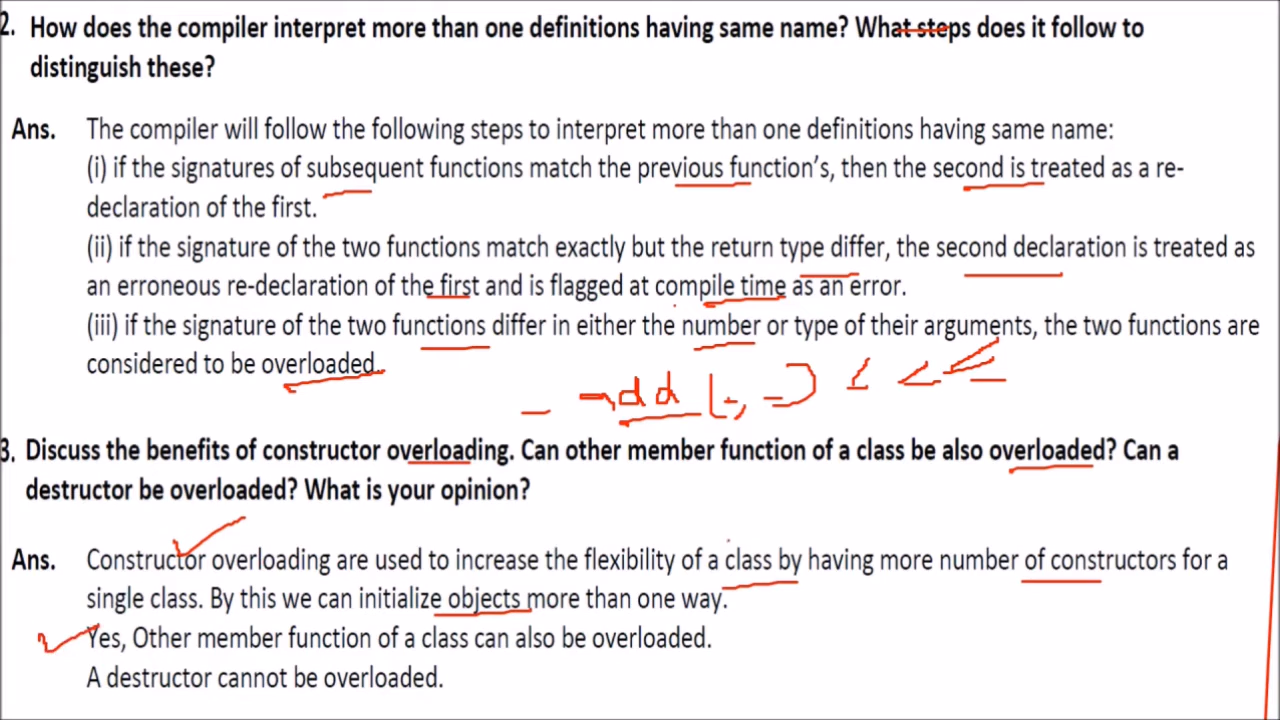 2. How does the compiler interpret more than one definitions having same name? What steps does it follow to
distinguish these?
Ans. The compiler will follow the following steps to interpret more than one definitions having same name:
(i) if the signatures of subsequent functions match the previous function's, then the second is treated as a re-
declaration of the first.
(ii) if the signature of the two functions match exactly but the return type differ, the second declaration is treated as
an erroneous re-declaration of the first and is flagged at compile time as an error.
(iii) if the signature of the two functions differ in either the number or type of their arguments, the two functions are
considered to be overloaded.
add (-, -)
3. Discuss the benefits of constructor overloading. Can other member function of a class be also overloaded? Can a
destructor be overloaded? What is your opinion?
Ans. Constructor overloading are used to increase the flexibility of a class by having more number of constructors for a
single class. By this we can initialize objects more than one way.
Yes, Other member function of a class can also be overloaded.
A destructor cannot be overloaded.